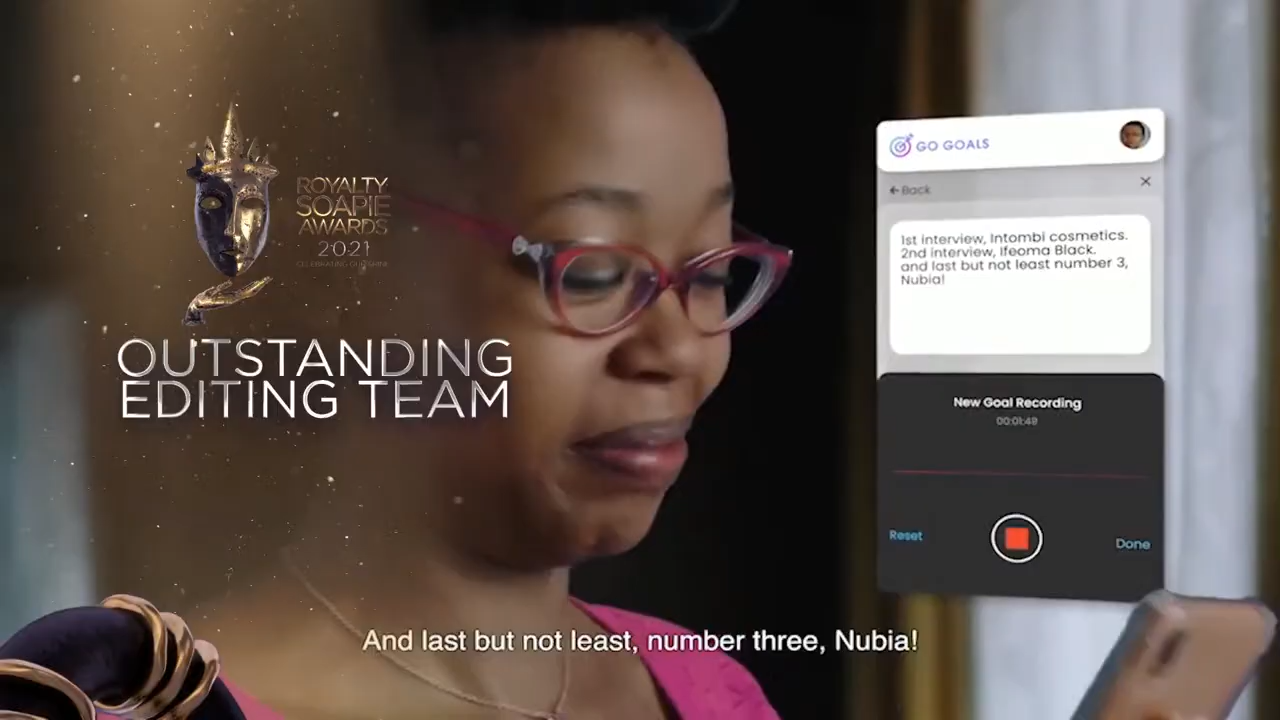 ROYALTY
SOAPIE
AWARDS
2021
OUTSTANDING
EDITING TEAM
GO GOALS
←Back
1st interview, Intombi cosmetics.
2nd interview, Ifeoma Black.
and last but not least number 3,
Nubia!
New Goal Recording
00:01:49
Reset
Done
And last but not least, number three, Nubia!